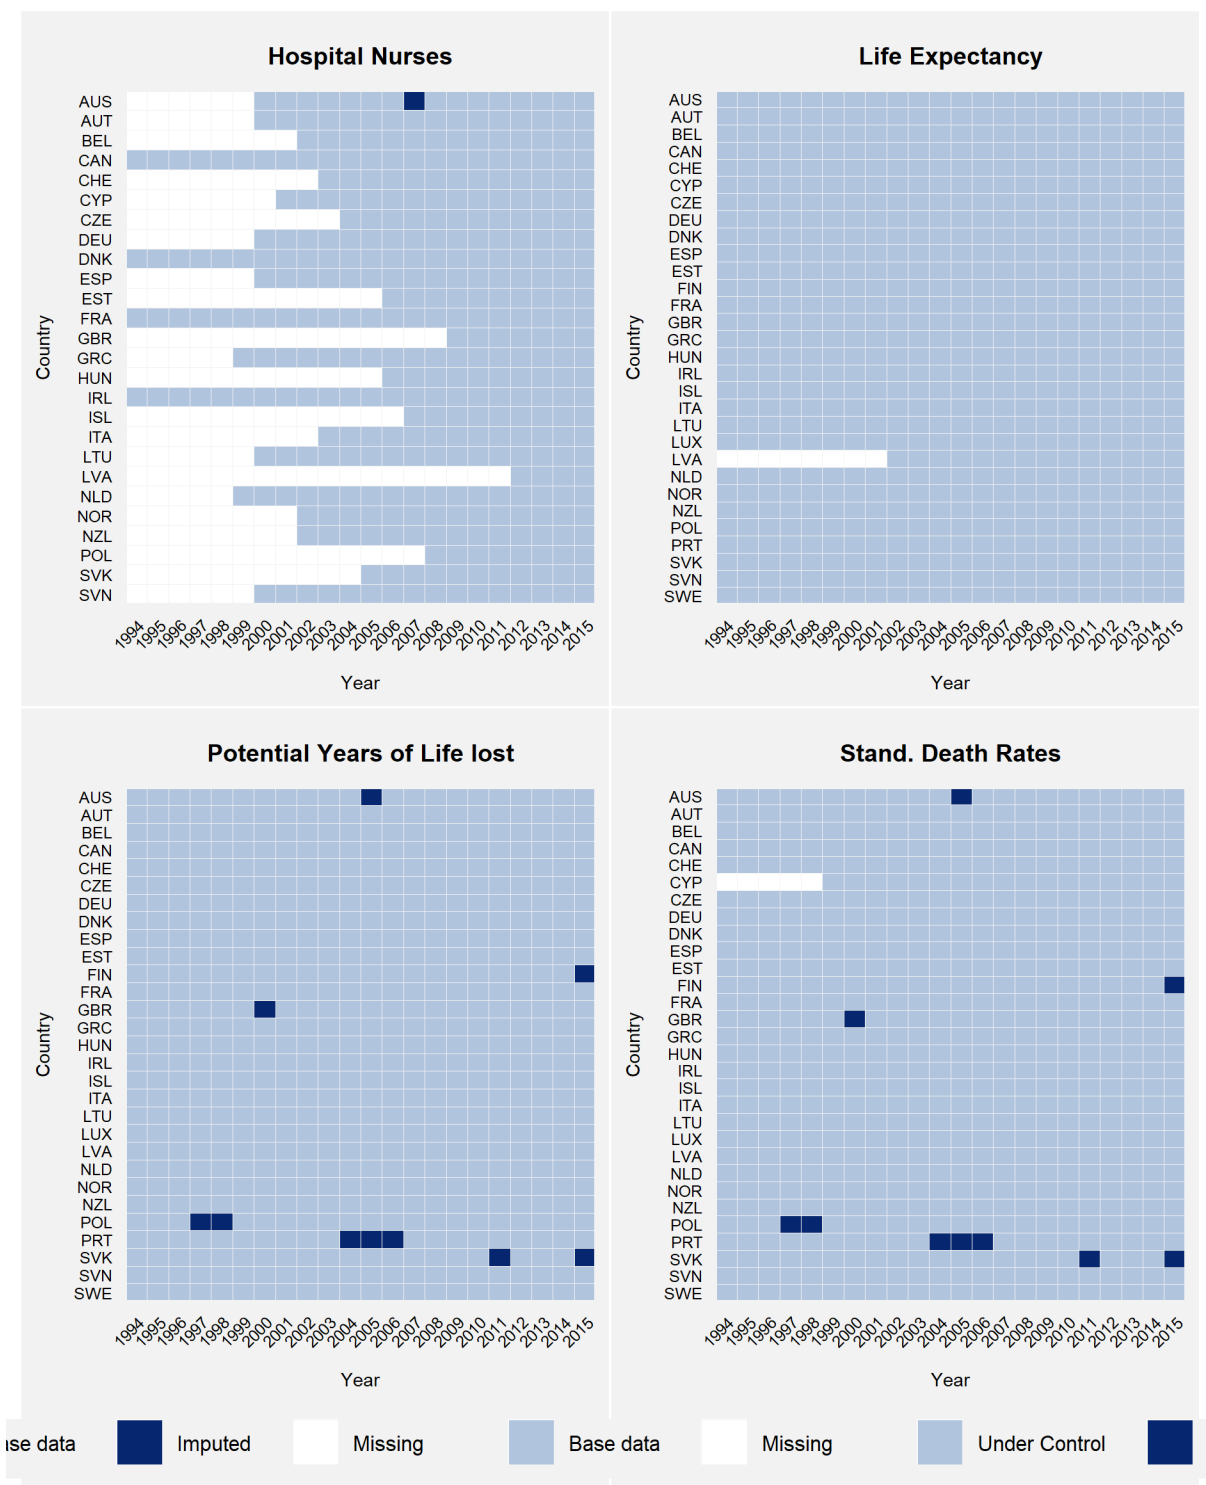 Hospital Nurses
Country
AUS
AUT
BEL
CAN
CHE
CYP
CZE
DEU
DNK
ESP
EST
FRA
GBR
GRC
HUN
IRL
ISL
ITA
LTU
LVA
NLD
NOR
NZL
POL
SVK
SVN
1994 1995 1996 1997 1998 1999 2000 2001 2002 2003 2004 2005 2006 2007 2008 2009 2010 2011 2012 2013 2014 2015
Year
Life Expectancy
Country
AUS
AUT
BEL
CAN
CHE
CYP
CZE
DEU
DNK
ESP
EST
FIN
FRA
GBR
GRC
HUN
IRL
ISL
ITA
LTU
LUX
LVA
NLD
NOR
NZL
POL
PRT
SVK
SVN
SWE
1994 1995 1996 1997 1998 1999 2000 2001 2002 2003 2004 2005 2006 2007 2008 2009 2010 2011 2012 2013 2014 2015
Year
Potential Years of Life lost
Country
AUS
AUT
BEL
CAN
CHE
CZE
DEU
DNK
ESP
EST
FIN
FRA
GBR
GRC
HUN
IRL
ISL
ITA
LTU
LUX
LVA
NLD
NOR
NZL
POL
PRT
SVK
SVN
SWE
1994 1995 1996 1997 1998 1999 2000 2001 2002 2003 2004 2005 2006 2007 2008 2009 2010 2011 2012 2013 2014 2015
Year
Stand. Death Rates
Country
AUS
AUT
BEL
CAN
CHE
CYP
CZE
DEU
DNK
ESP
EST
FIN
FRA
GBR
GRC
HUN
IRL
ISL
ITA
LTU
LUX
LVA
NLD
NOR
NZL
POL
PRT
SVK
SVN
SWE
1994 1995 1996 1997 1998 1999 2000 2001 2002 2003 2004 2005 2006 2007 2008 2009 2010 2011 2012 2013 2014 2015
Year
se data Imputed Missing Base data Missing Under Control